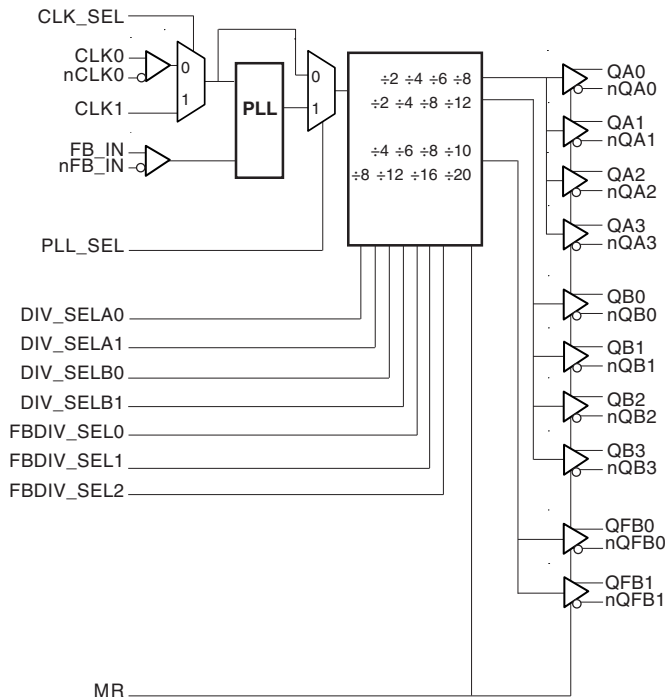 CLK_SEL
CLK0
nCLK0
0
CLK1
1
FB_IN
nFB_IN
PLL
0
1
PLL_SEL
÷2 ÷4 ÷6 ÷8
÷2 ÷4 ÷8 ÷12
÷4 ÷6 ÷8 ÷10
÷8 ÷12 ÷16 ÷20
DIV_SELA0
DIV_SELA1
DIV_SELB0
DIV_SELB1
FBDIV_SEL0
FBDIV_SEL1
FBDIV_SEL2
MR
QA0
nQA0
QA1
nQA1
QA2
nQA2
QA3
nQA3
QB0
nQB0
QB1
nQB1
QB2
nQB2
QB3
nQB3
QFB0
nQFB0
QFB1
nQFB1